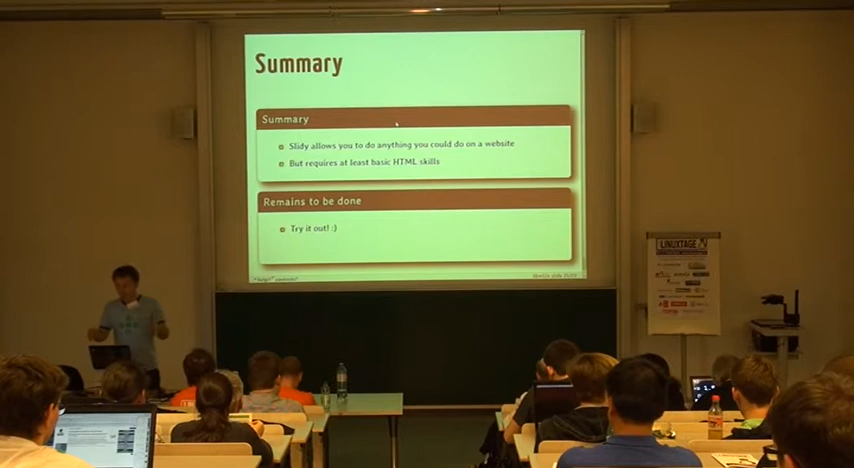 Summary
Summary
Slidy allows you to do anything you could do on a website
But requires at least basic HTML skills
Remains to be done
Try it out! :)
LINUXTAGE